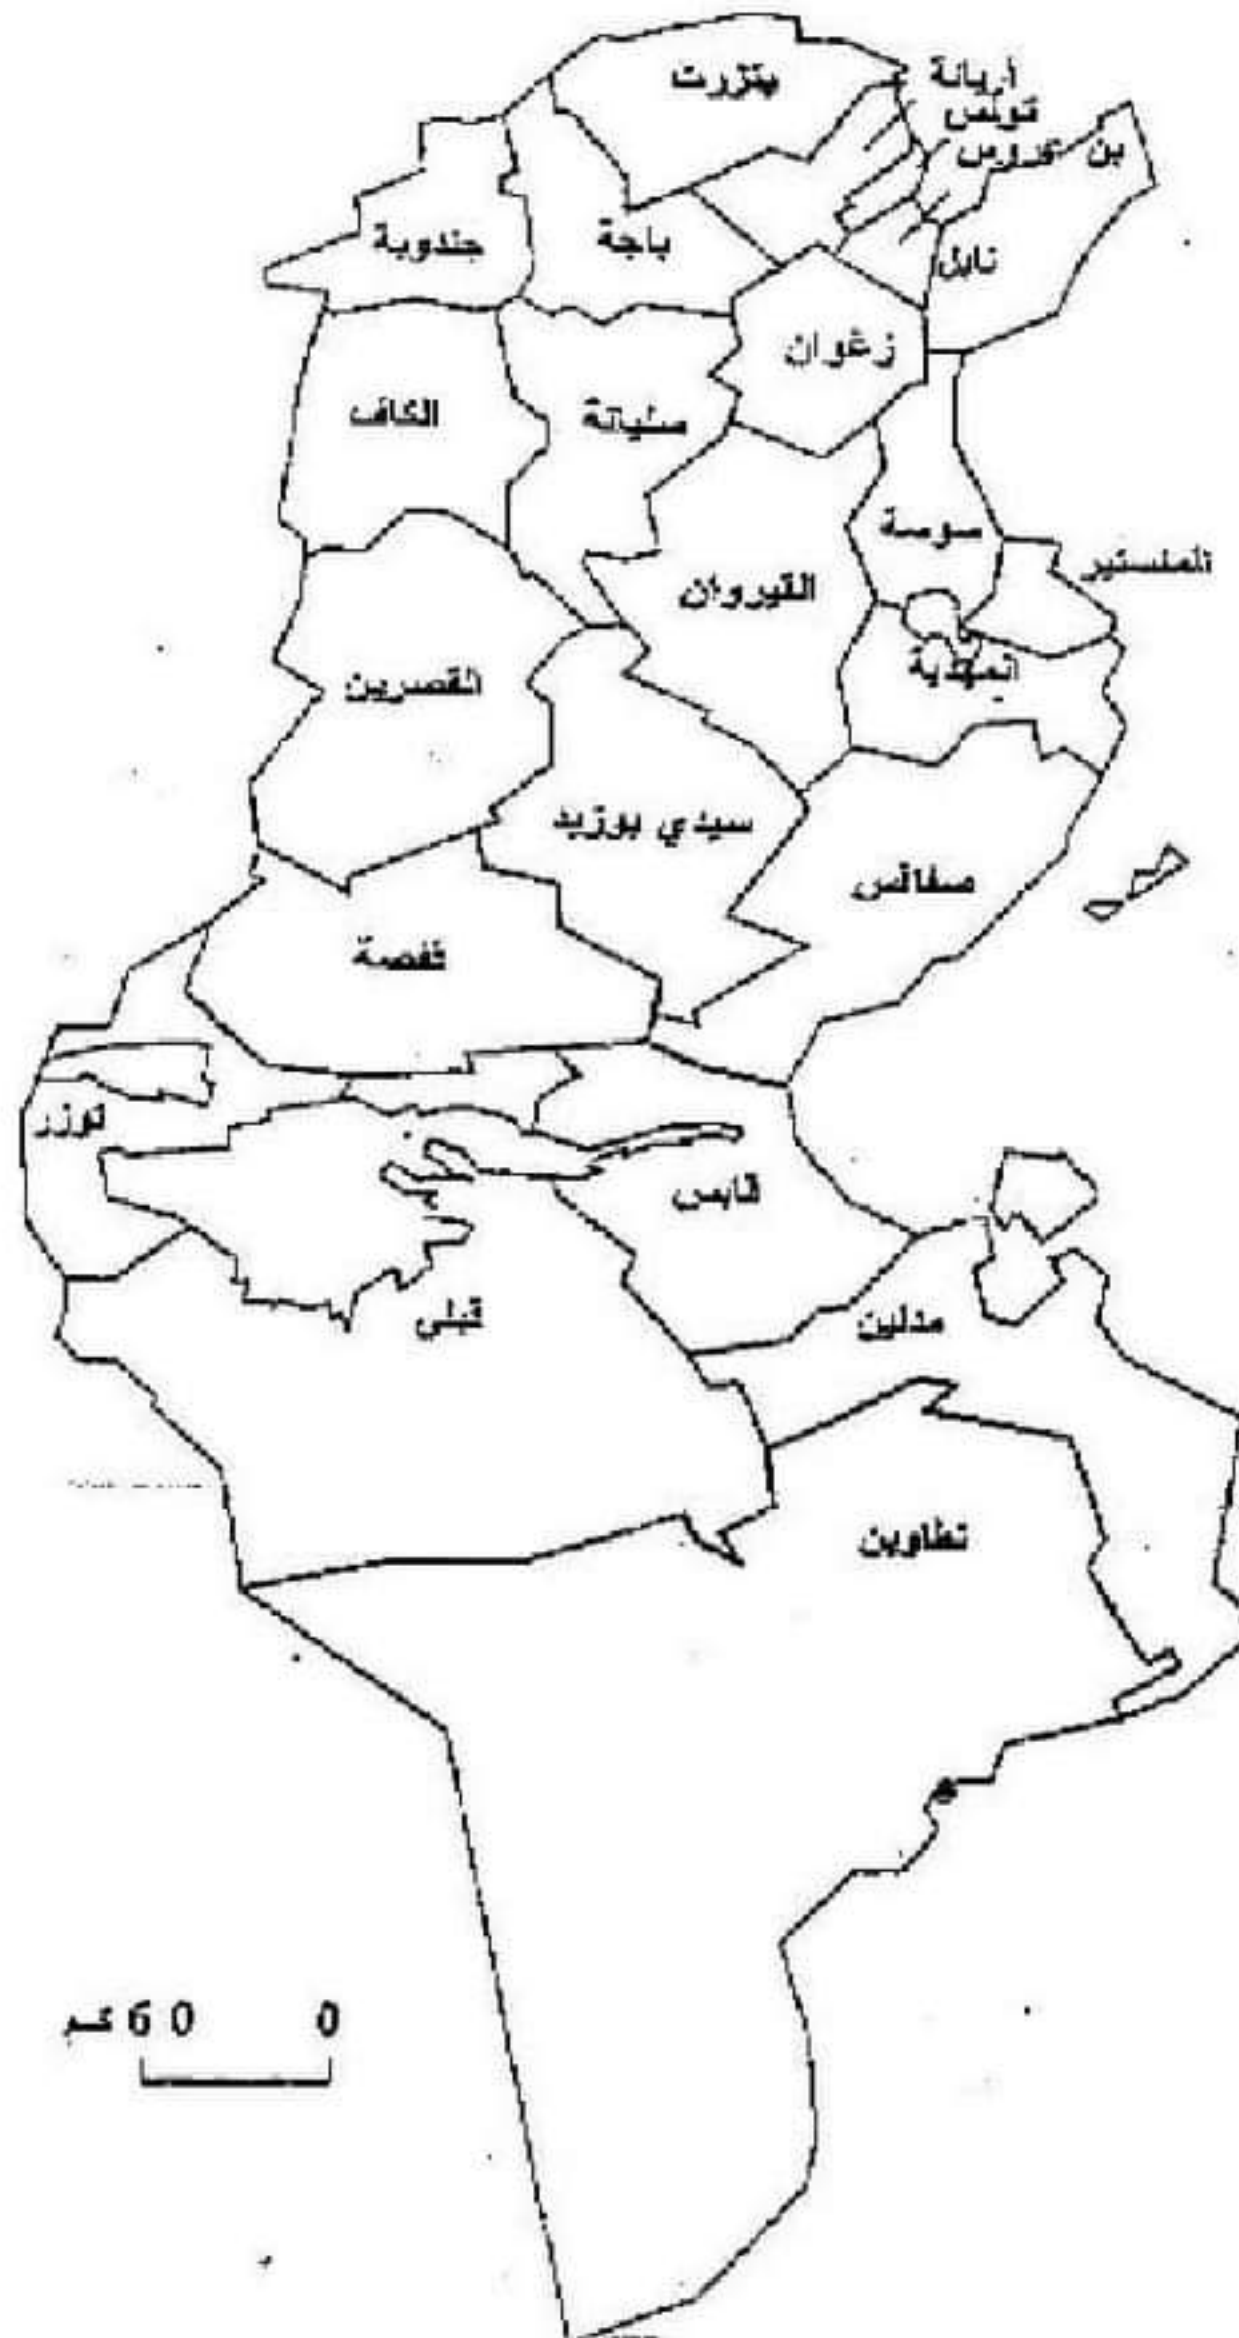 بنزرت
أريانة
تونس
بن عروس
جندوبة
باجة
نابل
زغوان
الكاف
سليانة
سوسة
المنستير
القيروان
المهدية
القصرين
سيدي بوزيد
صفاقس
قفصة
توزر
قابس
قبلي
مدنين
تطاوين
60 كم 0